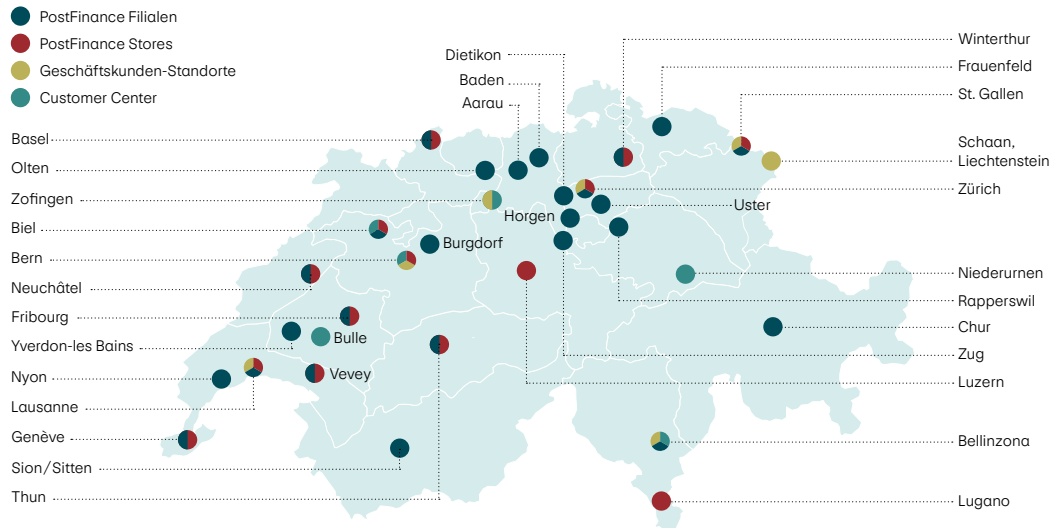 PostFinance Filialen
PostFinance Stores
Geschäftskunden-Standorte
Customer Center
Basel
Olten
Zofingen
Biel
Bern
Neuchâtel
Fribourg
Yverdon-les Bains
Nyon
Lausanne
Genève
Sion/Sitten
Thun
Dietikon
Baden
Aarau
Horgen
Burgdorf
Bulle
Vevey
Uster
Winterthur
Frauenfeld
St. Gallen
Schaan,
Liechtenstein
Zürich
Niederurnen
Rapperswil
Chur
Zug
Luzern
Bellinzona
Lugano